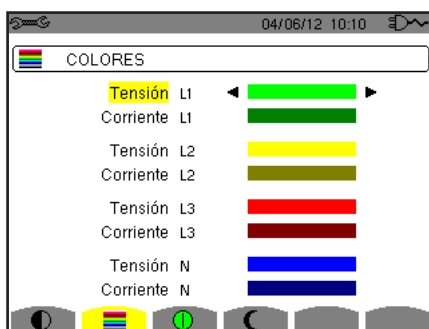 04/06/12 10:10
COLORES
Tensión L1
Corriente L1
Tensión L2
Corriente L2
Tensión L3
Corriente L3
Tensión N
Corriente N